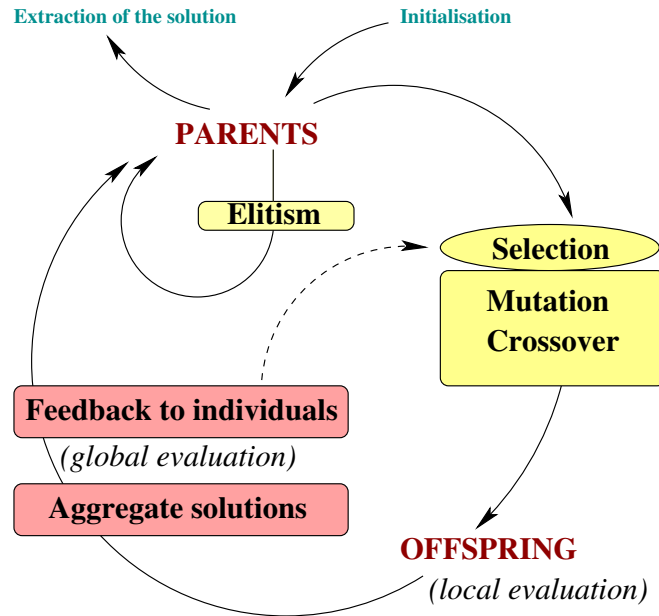 Extraction of the solution
Initialisation
PARENTS
Elitism
Selection
Mutation
Crossover
Feedback to individuals
(global evaluation)
Aggregate solutions
OFFSPRING
(local evaluation)